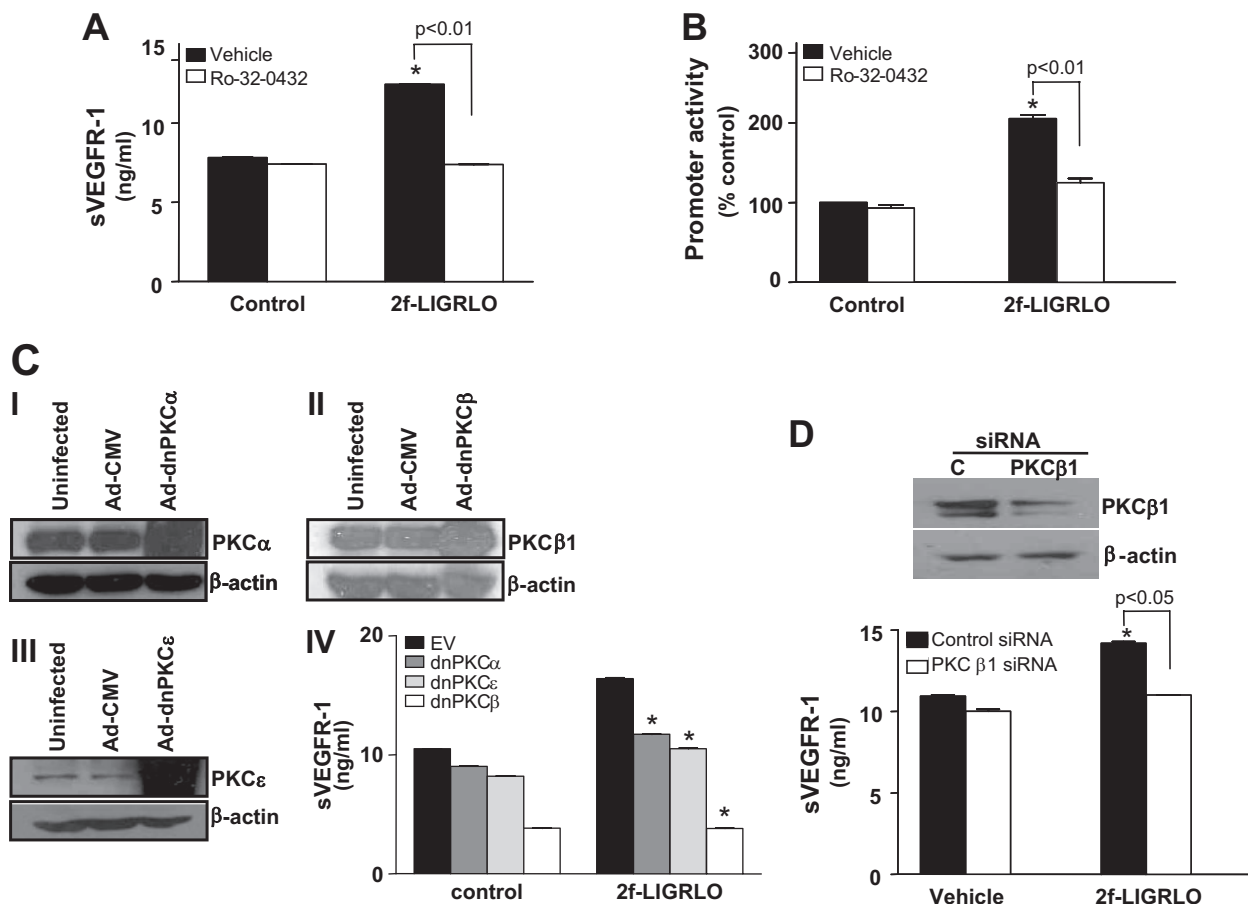 A
15
10
5
0
sVEGFR-1
(ng/ml)
Vehicle
Ro-32-0432
p<0.01
*
Control
2f-LIGRLO
B
300
200
100
0
Promoter activity
(% control)
Vehicle
Ro-32-0432
p<0.01
*
Control
2f-LIGRLO
C
I
Uninfected
Ad-CMV
Ad-dnPKCα
PKCα
β-actin
II
Uninfected
Ad-CMV
Ad-dnPKCβ
PKCβ1
β-actin
III
Uninfected
Ad-CMV
Ad-dnPKCε
PKCε
β-actin
IV
20
10
0
sVEGFR-1
(ng/ml)
EV
dnPKCα
dnPKCε
dnPKCβ
*
*
*
control
2f-LIGRLO
D
siRNA
C PKCβ1
PKCβ1
β-actin
15
10
5
0
sVEGFR-1
(ng/ml)
Control siRNA
PKC β1 siRNA
p<0.05
*
Vehicle
2f-LIGRLO